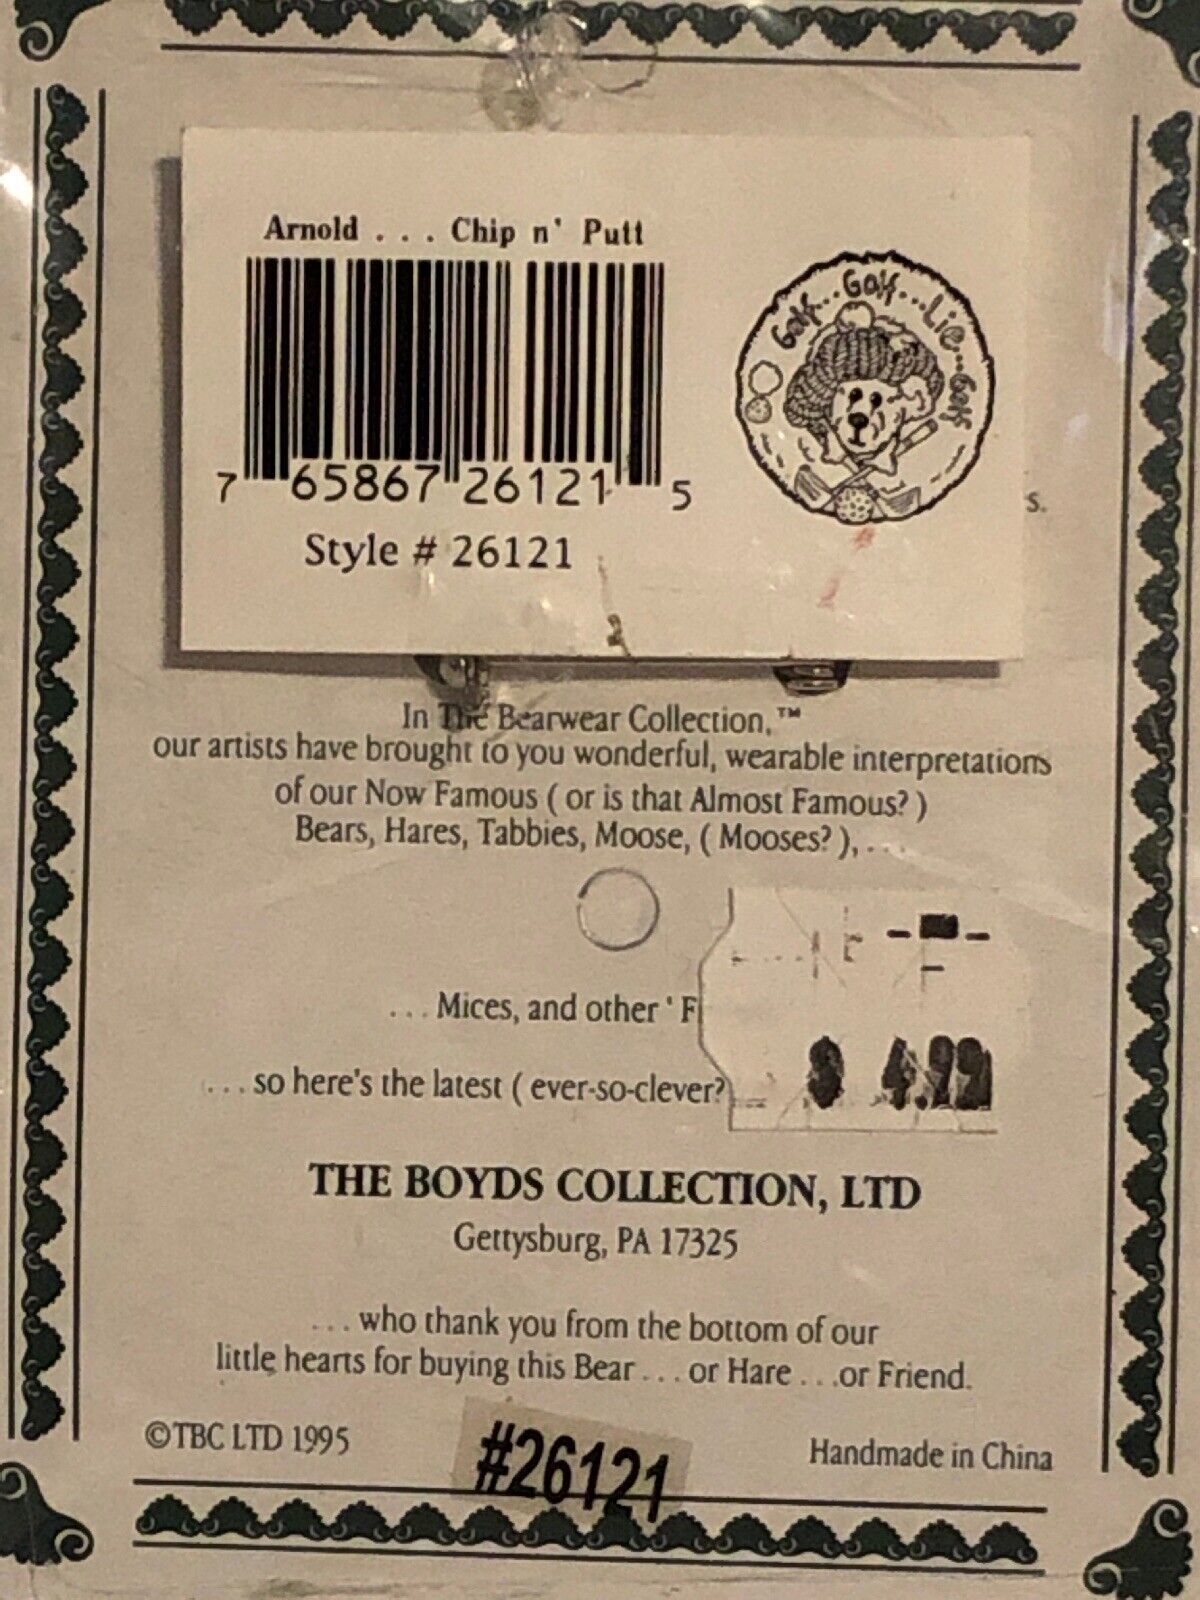 Arnold . . . Chip n' Putt
Golf... Golf... Lie... Golf
7 65867 26121 5
Style # 26121
s.
In The Bearwear Collection,™
our artists have brought to you wonderful, wearable interpretations
of our Now Famous ( or is that Almost Famous? )
Bears, Hares, Tabbies, Moose, ( Mooses? ), . . .
. . . Mices, and other ' F
. . . so here's the latest ( ever-so-clever?
THE BOYDS COLLECTION, LTD
Gettysburg, PA 17325
. . . who thank you from the bottom of our
little hearts for buying this Bear . . . or Hare . . . or Friend.
©TBC LTD 1995
#26121
Handmade in China